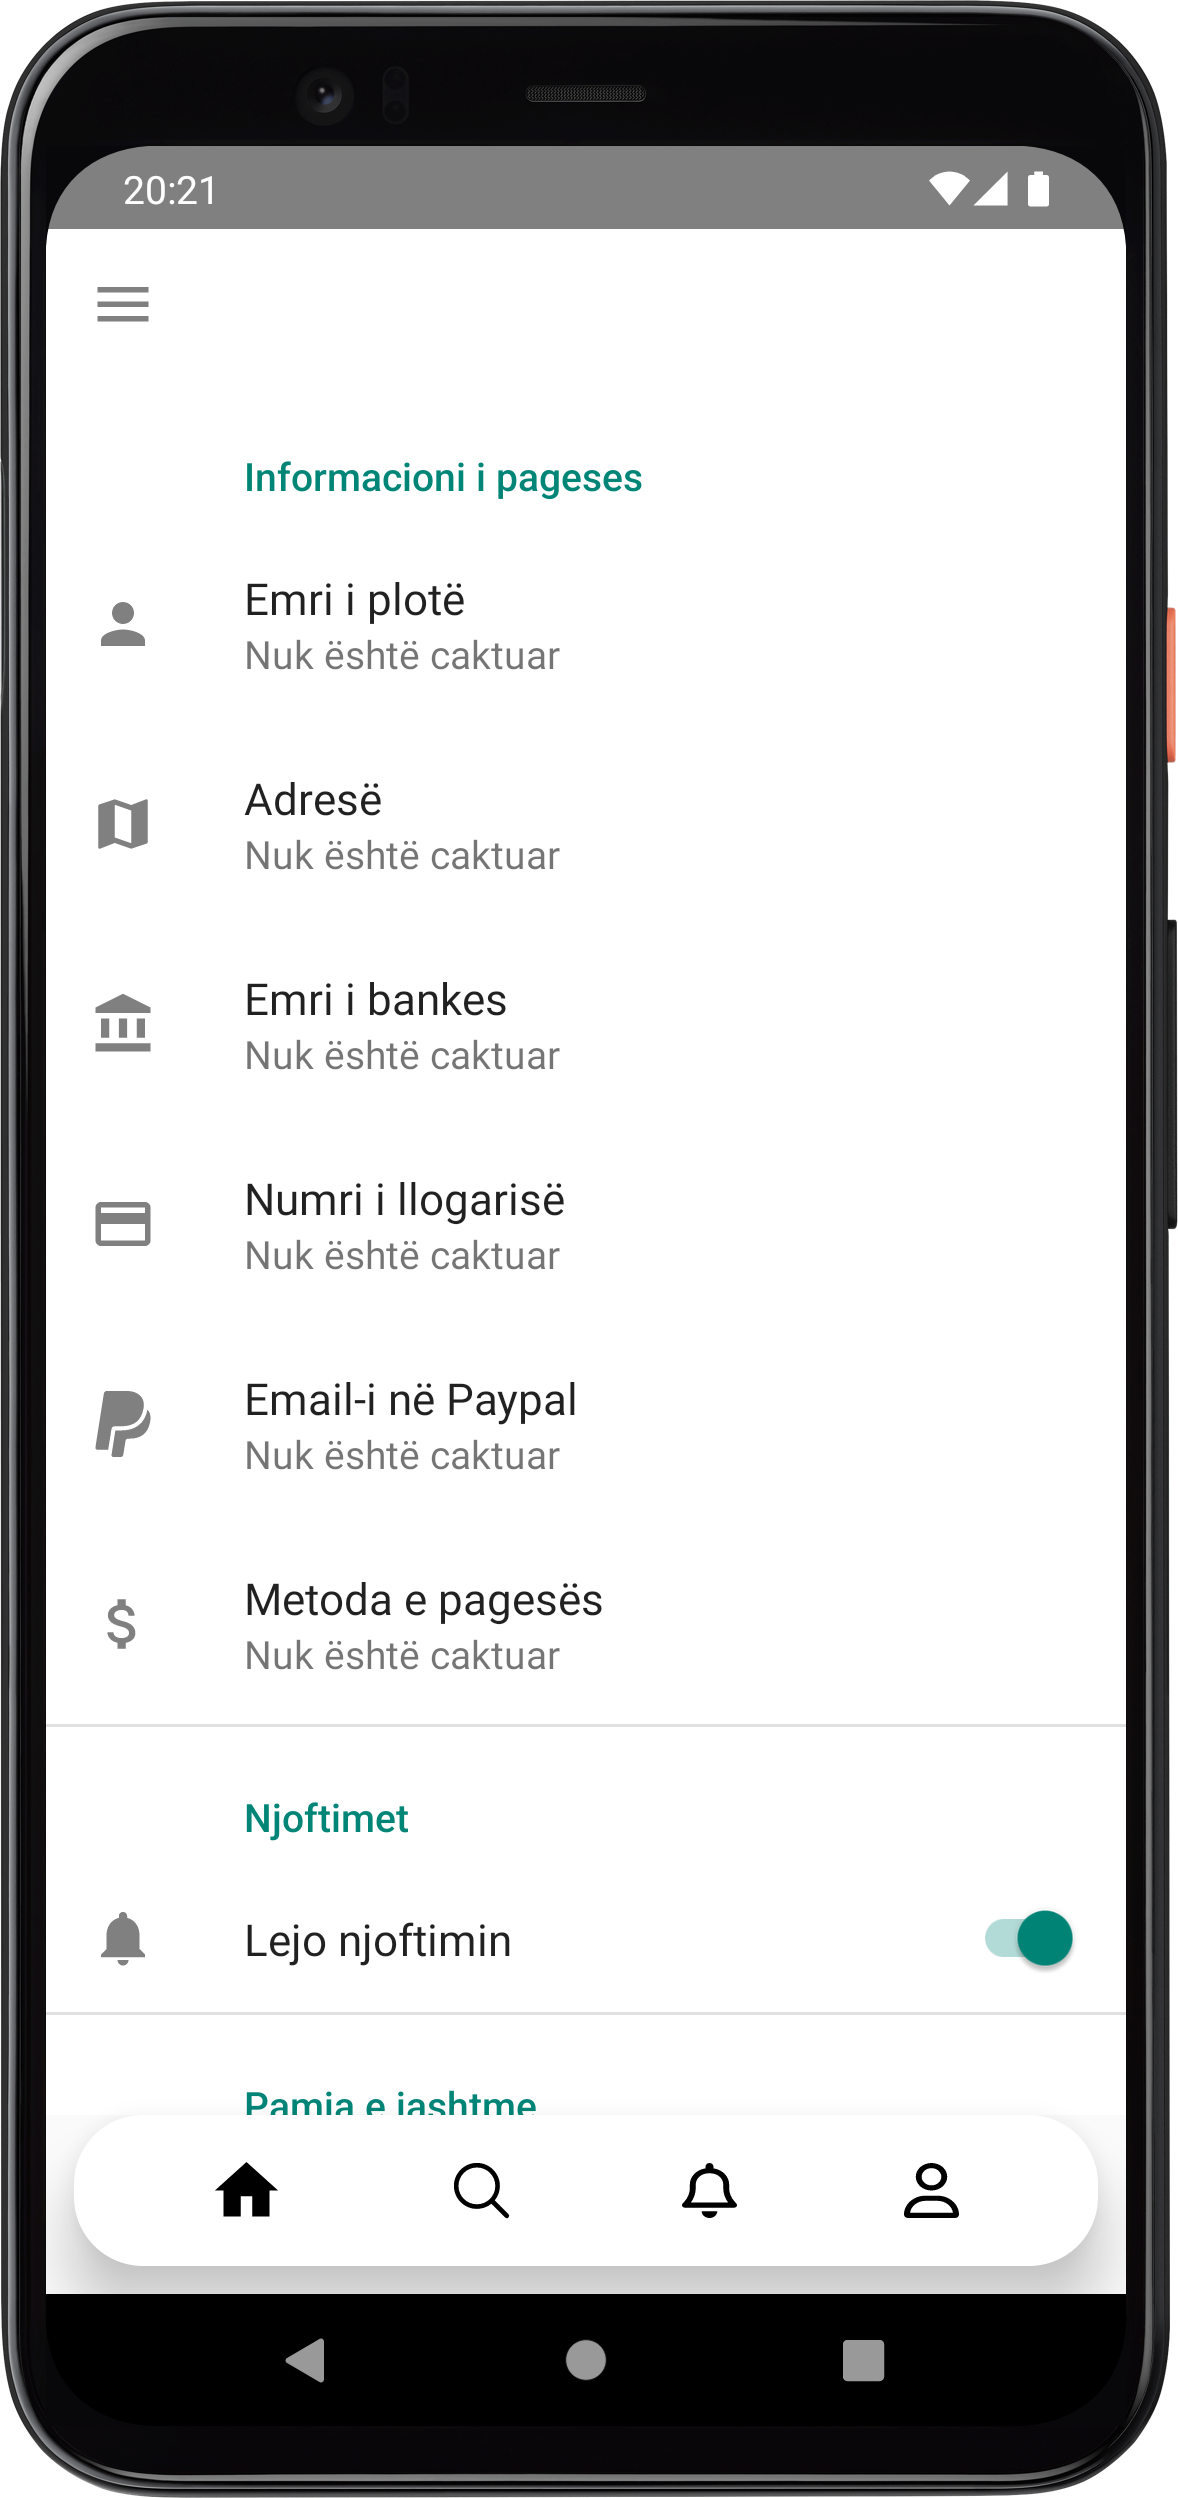 20:21
Informacioni i pageses
Emri i plotë
Nuk është caktuar
Adresë
Nuk është caktuar
Emri i bankes
Nuk është caktuar
Numri i llogarisë
Nuk është caktuar
Email-i në Paypal
Nuk është caktuar
Metoda e pagesës
Nuk është caktuar
Njoftimet
Lejo njoftimin
Pamja e jashtme